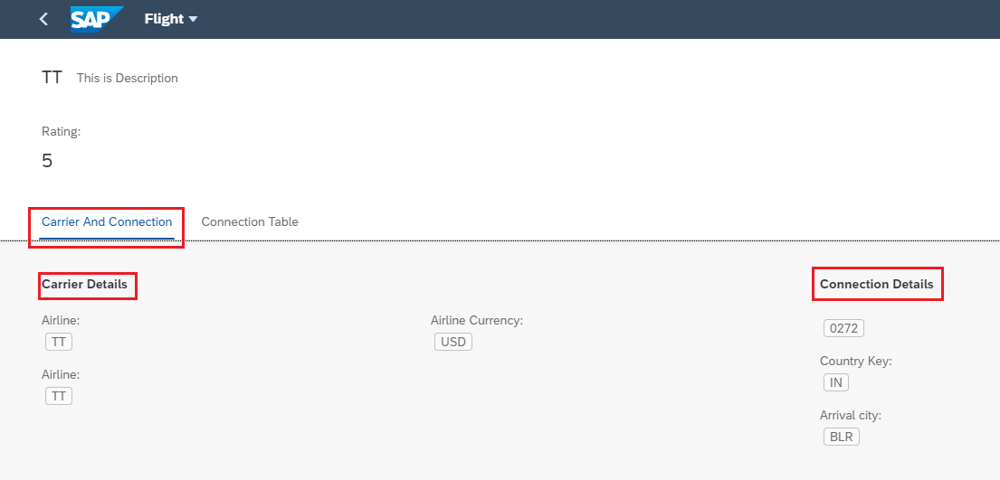 SAP Flight
TT This is Description
Rating:
5
Carrier And Connection Connection Table
Carrier Details
Airline:
TT
Airline:
TT
Airline Currency:
USD
Connection Details
0272
Country Key:
IN
Arrival city:
BLR